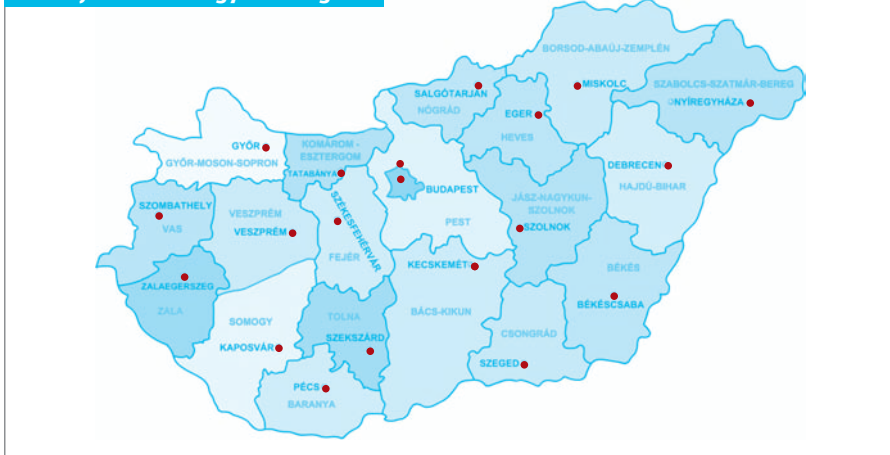 BORSOD-ABAÚJ-ZEMPLÉN
MISKOLC
SZABOLCS-SZATMÁR-BEREG
NYÍREGYHÁZA
SALGÓTARJÁN
NÓGRÁD
EGER
HEVES
GYŐR
GYŐR-MOSON-SOPRON
KOMÁROM -
ESZTERGOM
TATABÁNYA
DEBRECEN
HAJDÚ-BIHAR
BUDAPEST
PEST
JÁSZ-NAGYKUN-
SZOLNOK
SZOLNOK
SZOMBATHELY
VAS
VESZPRÉM
VESZPRÉM
SZÉKESFEHÉRVÁR
FEJÉR
KECSKEMÉT
BÉKÉS
BÉKÉSCSABA
ZALAEGERSZEG
ZALA
SOMOGY
KAPOSVÁR
TOLNA
SZEKSZÁRD
BÁCS-KIKUN
CSONGRÁD
SZEGED
PÉCS
BARANYA